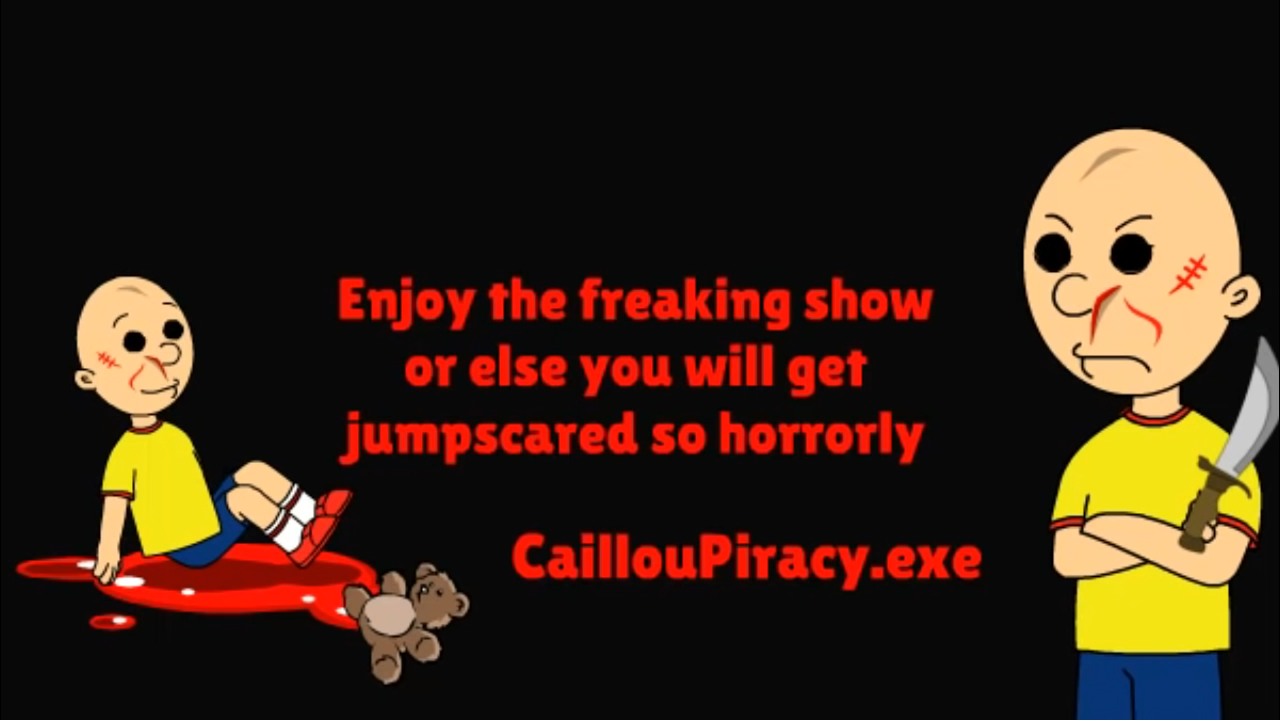 Enjoy the freaking show
or else you will get
jumpscared so horrorly
CaillouPiracy.exe